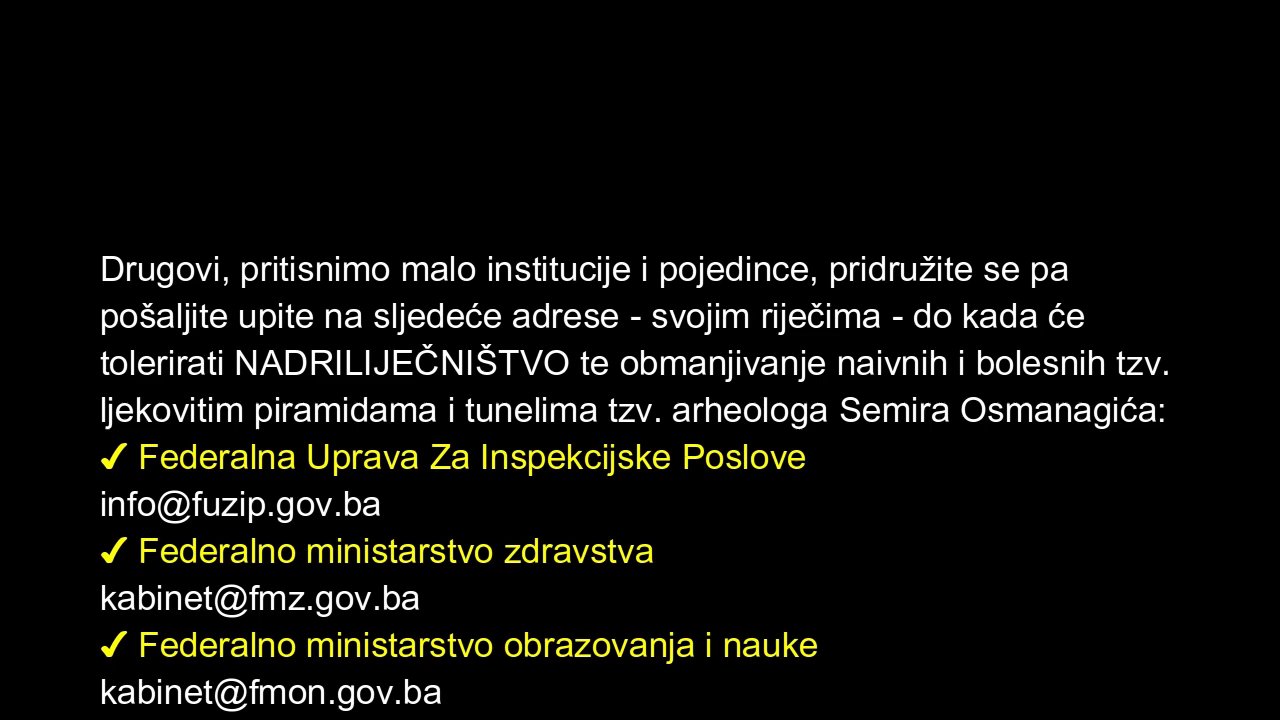 Drugovi, pritisnimo malo institucije i pojedince, pridružite se pa
pošaljite upite na sljedeće adrese - svojim riječima - do kada će
tolerirati NADRILIJEČNIŠTVO te obmanjivanje naivnih i bolesnih tzv.
ljekovitim piramidama i tunelima tzv. arheologa Semira Osmanagića:
✔ Federalna Uprava Za Inspekcijske Poslove
info@fuzip.gov.ba
✔ Federalno ministarstvo zdravstva
kabinet@fmz.gov.ba
✔ Federalno ministarstvo obrazovanja i nauke
kabinet@fmon.gov.ba